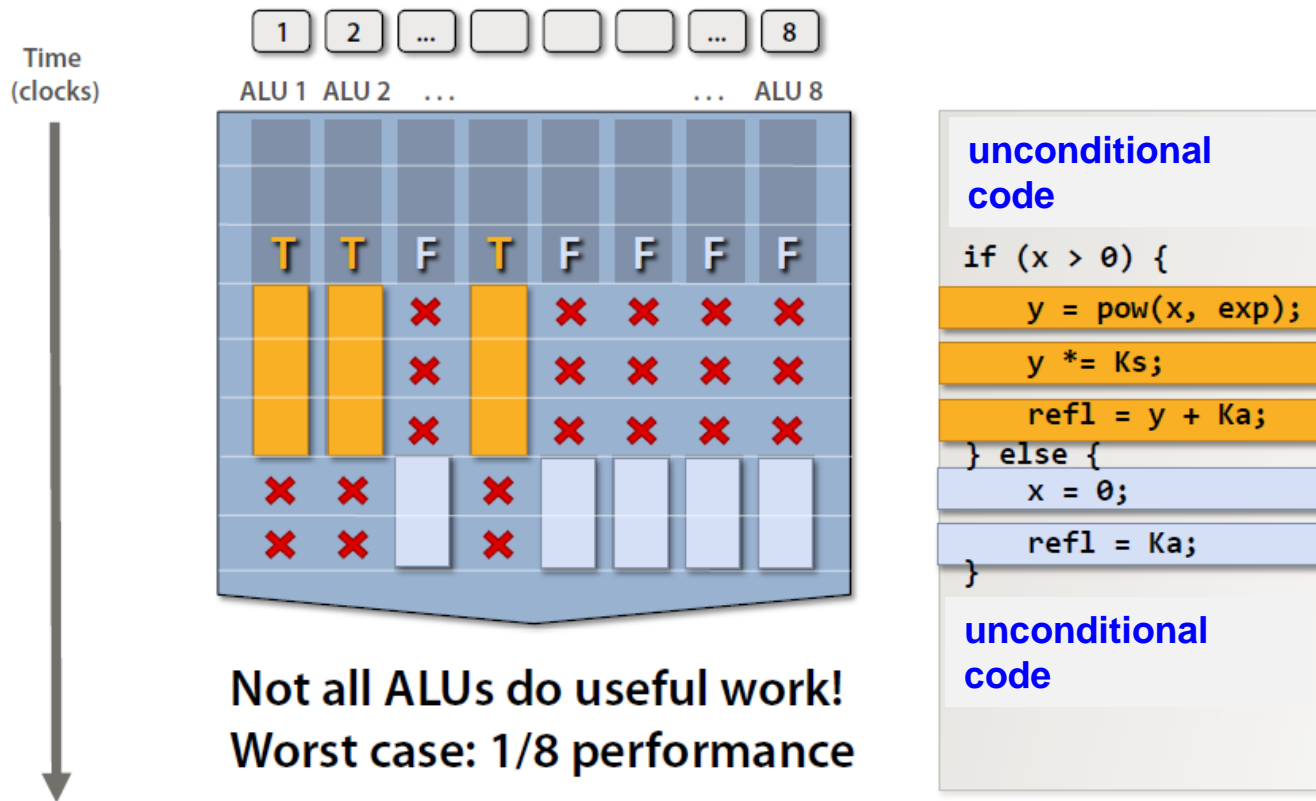 1 2 ... ... 8
Time
(clocks)
ALU 1 ALU 2 ... ... ALU 8
T T F T F F F F
unconditional
code
if (x > 0) {
y = pow(x, exp);
y *= Ks;
refl = y + Ka;
} else {
x = 0;
refl = Ka;
}
unconditional
code
Not all ALUs do useful work!
Worst case: 1/8 performance